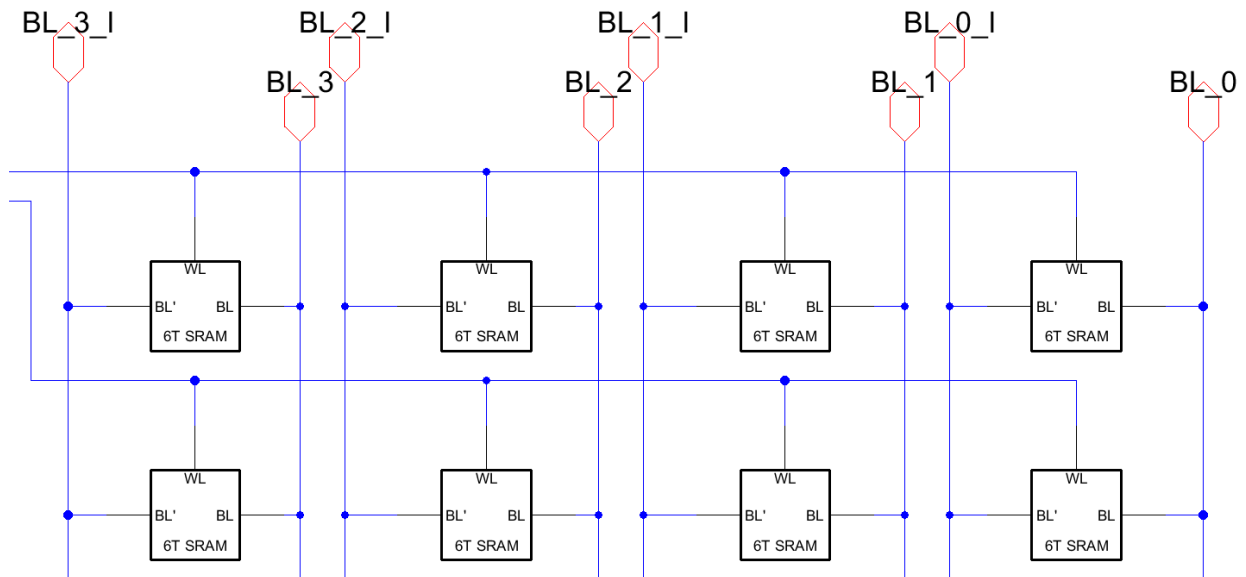 BL_3_I BL_2_I BL_1_I BL_0_I
BL_3 BL_2 BL_1 BL_0
WL WL WL WL
BL' BL BL' BL BL' BL BL' BL
6T SRAM 6T SRAM 6T SRAM 6T SRAM
WL WL WL WL
BL' BL BL' BL BL' BL BL' BL
6T SRAM 6T SRAM 6T SRAM 6T SRAM